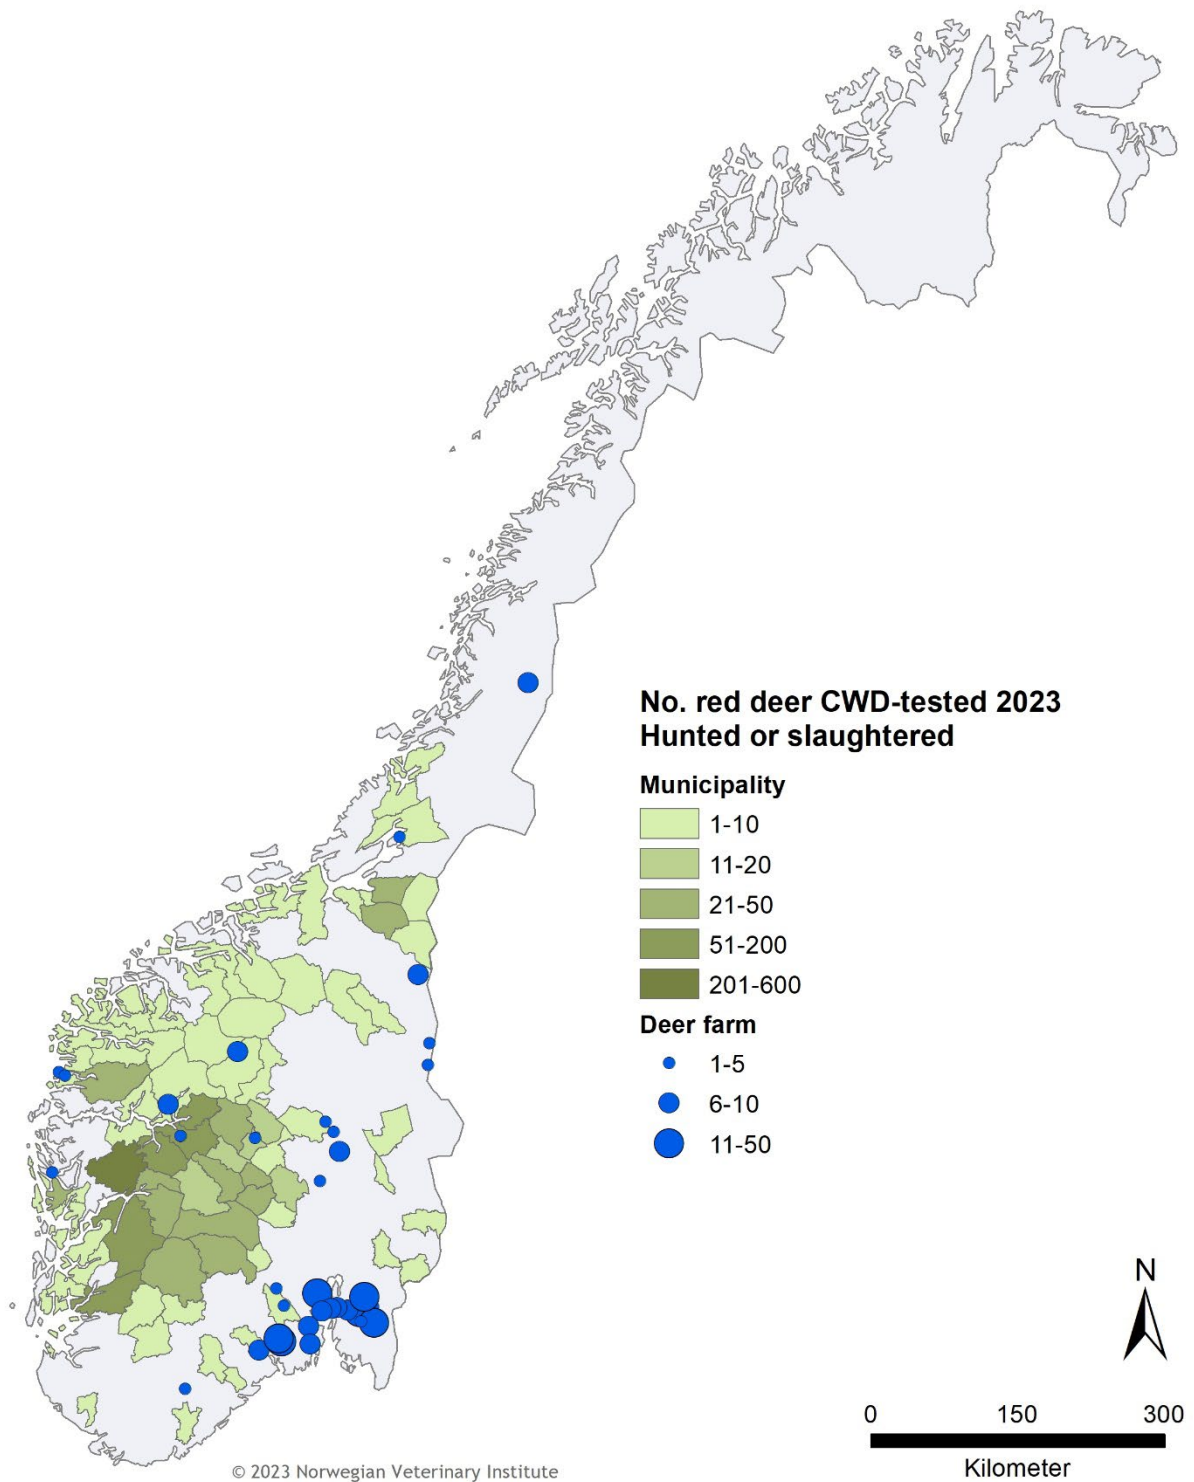 No. red deer CWD-tested 2023
Hunted or slaughtered
Municipality
1-10
11-20
21-50
51-200
201-600
Deer farm
1-5
6-10
11-50
N
0 150 300
Kilometer
© 2023 Norwegian Veterinary Institute